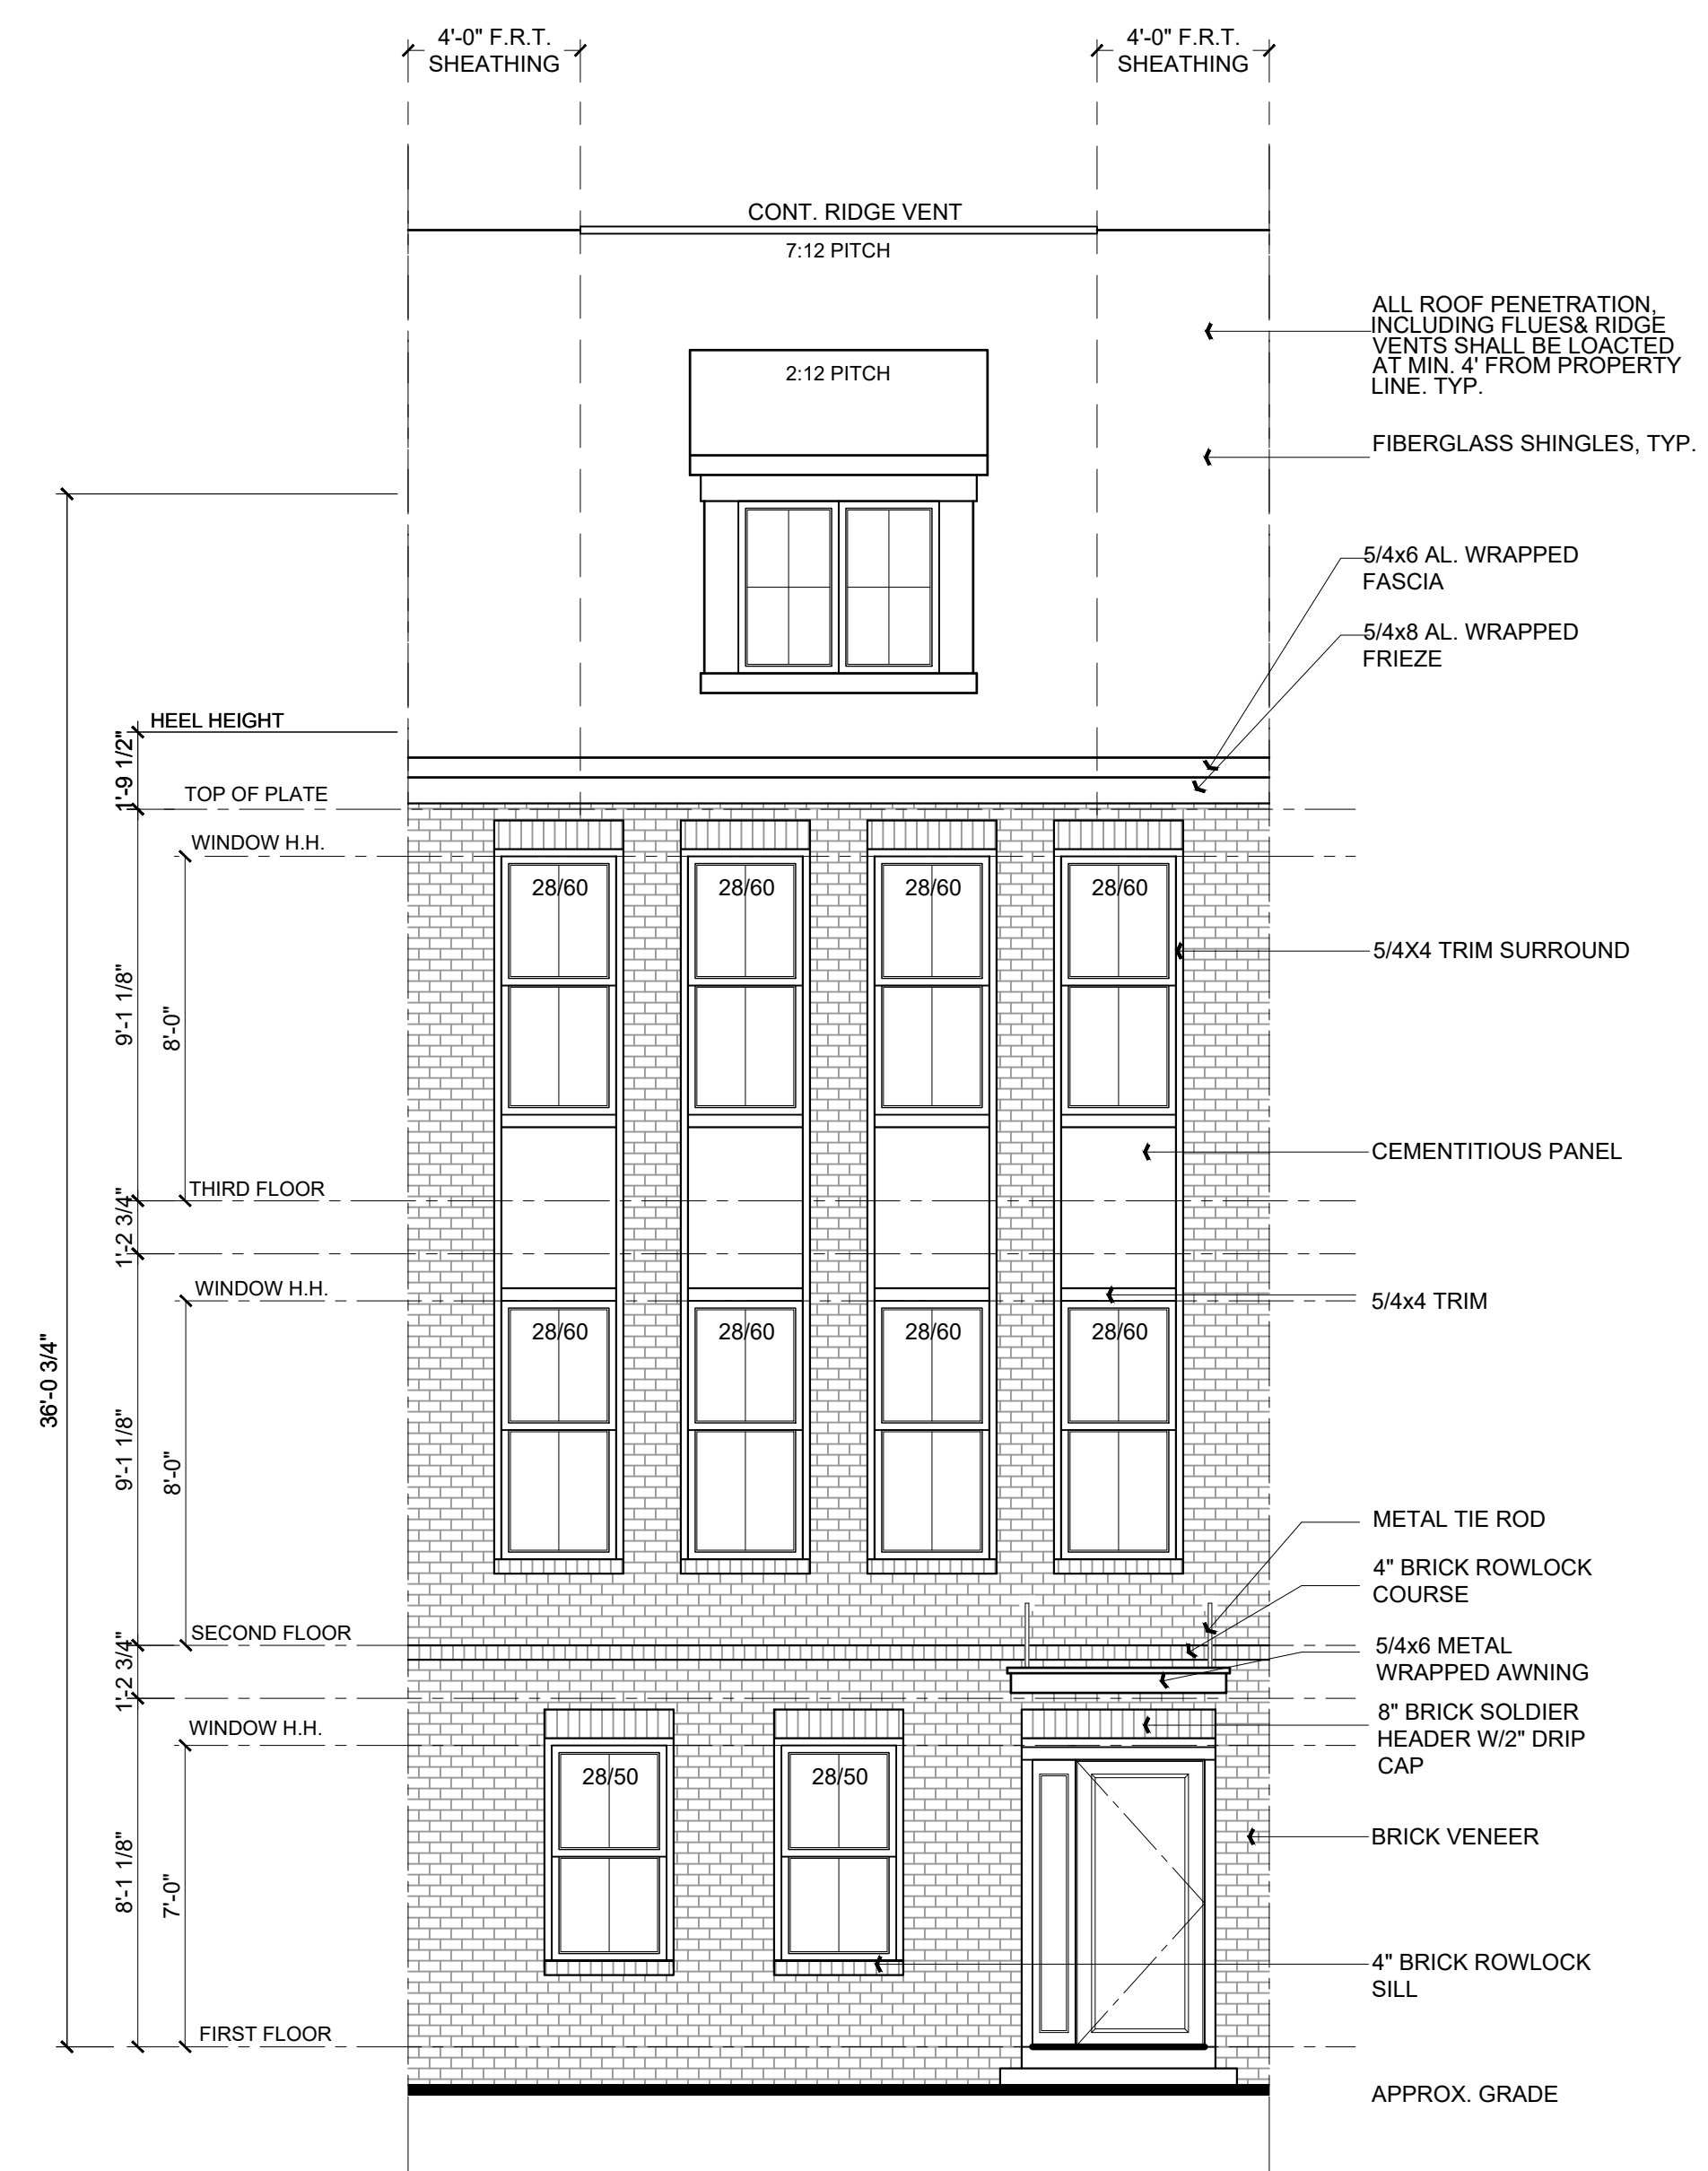 4'-0" F.R.T.
SHEATHING
4'-0" F.R.T.
SHEATHING
CONT. RIDGE VENT
7:12 PITCH
2:12 PITCH
ALL ROOF PENETRATION,
INCLUDING FLUES& RIDGE
VENTS SHALL BE LOACTED
AT MIN. 4' FROM PROPERTY
LINE. TYP.
FIBERGLASS SHINGLES, TYP.
5/4x6 AL. WRAPPED
FASCIA
5/4x8 AL. WRAPPED
FRIEZE
HEEL HEIGHT
1'-9 1/2"
TOP OF PLATE
WINDOW H.H.
28/60
28/60
28/60
28/60
5/4X4 TRIM SURROUND
9'-1 1/8"
8'-0"
CEMENTITIOUS PANEL
THIRD FLOOR
1'-2 3/4"
WINDOW H.H.
5/4x4 TRIM
28/60
28/60
28/60
28/60
36'-0 3/4"
9'-1 1/8"
8'-0"
METAL TIE ROD
4" BRICK ROWLOCK
COURSE
SECOND FLOOR
1'-2 3/4"
5/4x6 METAL
WRAPPED AWNING
8" BRICK SOLDIER
HEADER W/2" DRIP
CAP
WINDOW H.H.
28/50
28/50
BRICK VENEER
8'-1 1/8"
7'-0"
4" BRICK ROWLOCK
SILL
FIRST FLOOR
APPROX. GRADE